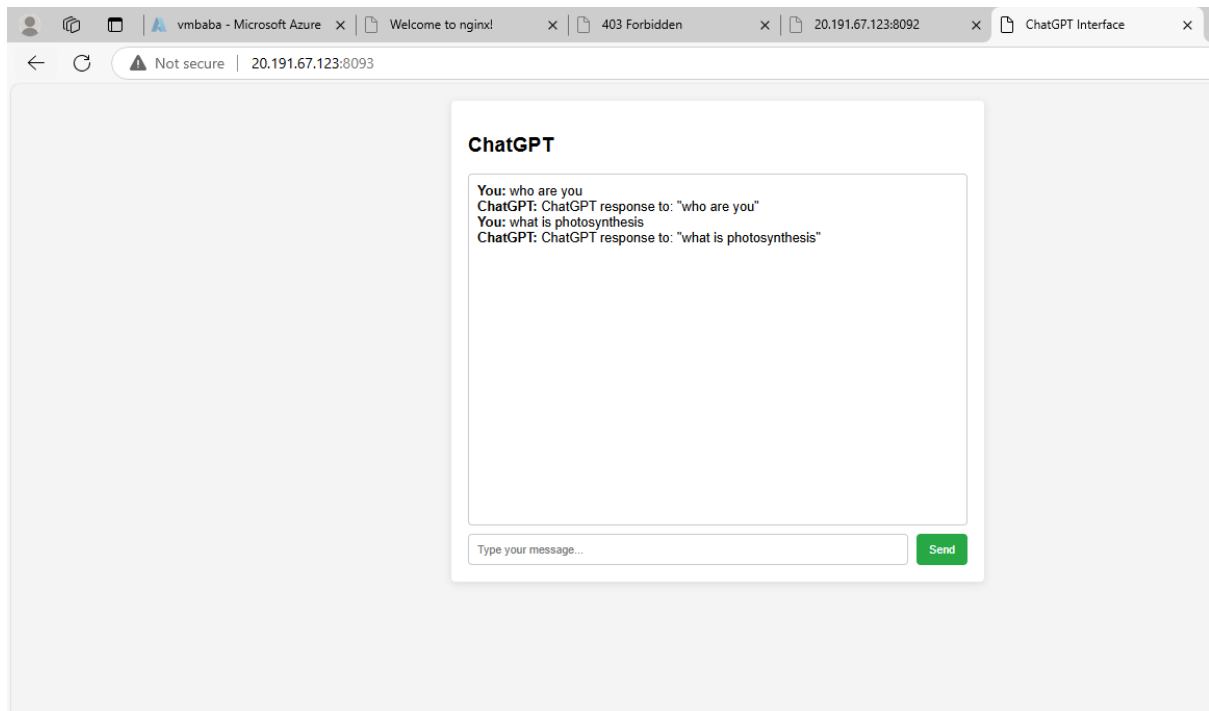 vmbaba - Microsoft Azure
Welcome to nginx!
403 Forbidden
20.191.67.123:8092
ChatGPT Interface
Not secure
20.191.67.123:8093
ChatGPT
You: who are you
ChatGPT: ChatGPT response to: "who are you"
You: what is photosynthesis
ChatGPT: ChatGPT response to: "what is photosynthesis"
Type your message...
Send